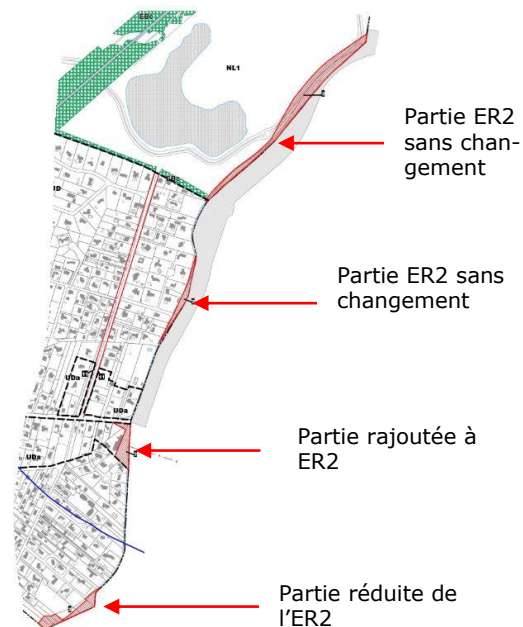 EBC
NL1
Partie ER2
sans chan-
gement
UD
Partie ER2 sans
changement
UDa
UDa
Partie rajoutée à
ER2
UDa
Partie réduite de
l'ER2